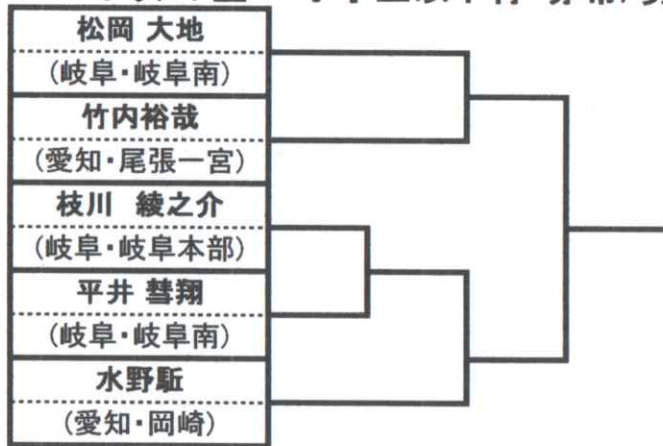 松岡 大地
(岐阜・岐阜南)
竹内裕哉
(愛知・尾張一宮)
枝川 綾之介
(岐阜・岐阜本部)
平井 彗翔
(岐阜・岐阜南)
水野駈
(愛知・岡崎)